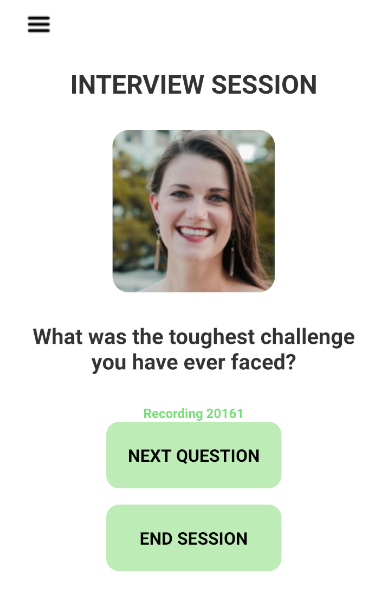 INTERVIEW SESSION
What was the toughest challenge
you have ever faced?
Recording 20161
NEXT QUESTION
END SESSION